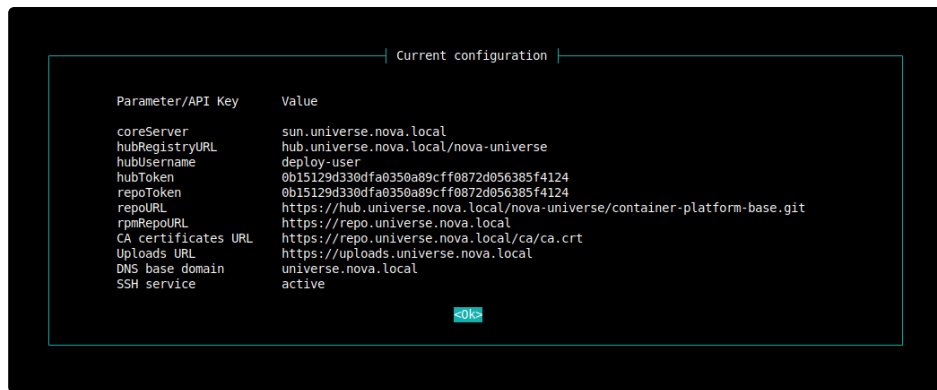 Current configuration
Parameter/API Key Value
coreServer sun.universe.nova.local
hubRegistryURL hub.universe.nova.local/nova-universe
hubUsername deploy-user
hubToken 0b15129d330dfa0350a89cff0872d056385f4124
repoToken 0b15129d330dfa0350a89cff0872d056385f4124
repoURL https://hub.universe.nova.local/nova-universe/container-platform-base.git
rpmRepoURL https://repo.universe.nova.local
CA certificates URL https://repo.universe.nova.local/ca/ca.crt
Uploads URL https://uploads.universe.nova.local
DNS base domain universe.nova.local
SSH service active
<Ok>